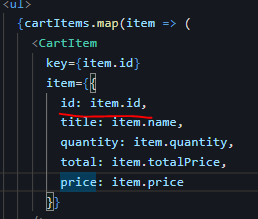 <ul>
{cartItems.map(item => (
<CartItem
key={item.id}
item={{
id: item.id,
title: item.name,
quantity: item.quantity,
total: item.totalPrice,
price: item.price
}}